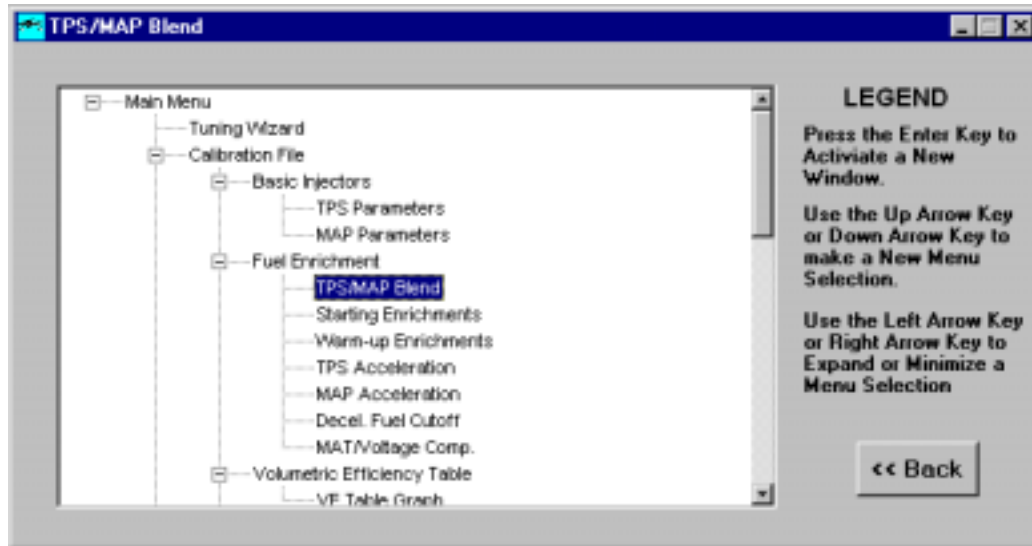 TPS/MAP Blend
Main Menu
Tuning Wizard
Calibration File
Basic Injectors
TPS Parameters
MAP Parameters
Fuel Enrichment
TPS/MAP Blend
Starting Enrichments
Warm-up Enrichments
TPS Acceleration
MAP Acceleration
Decel. Fuel Cutoff
MAT/Voltage Comp.
Volumetric Efficiency Table
VE Table Graph
LEGEND
Press the Enter Key to
Activiate a New
Window.
Use the Up Arrow Key
or Down Arrow Key to
make a New Menu
Selection.
Use the Left Arrow Key
or Right Arrow Key to
Expand or Minimize a
Menu Selection
<< Back